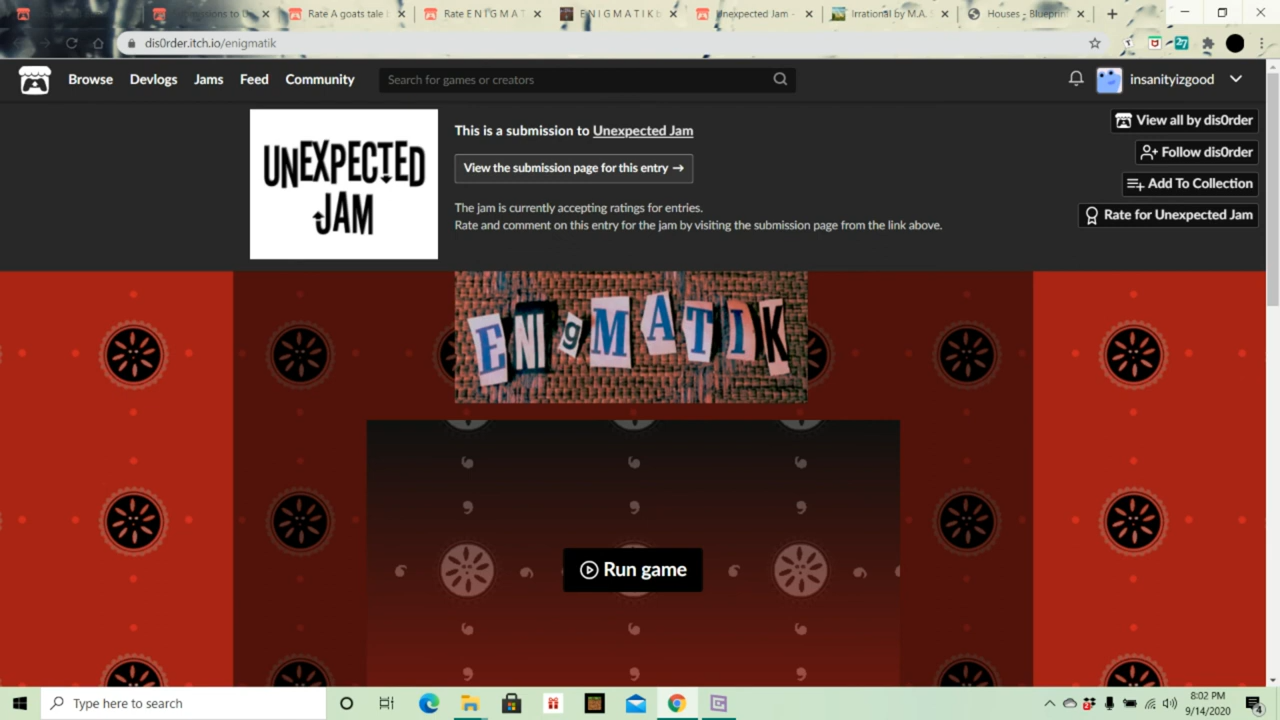 Rate A goats tale
Rate E N I G M A T
E N I G M A T I K b
Unexpected Jam -
Irrational by M.A.
Houses - Blueprin
dis0rder.itch.io/enigmatik
Browse Devlogs Jams Feed Community Search for games or creators insanityizgood
UNEXPECTED
JAM
This is a submission to Unexpected Jam
View the submission page for this entry →
The jam is currently accepting ratings for entries.
Rate and comment on this entry for the jam by visiting the submission page from the link above.
View all by dis0rder
Follow dis0rder
Add To Collection
Rate for Unexpected Jam
ENIgMATIK
Run game
Type here to search
27
8:02 PM
9/14/2020
4